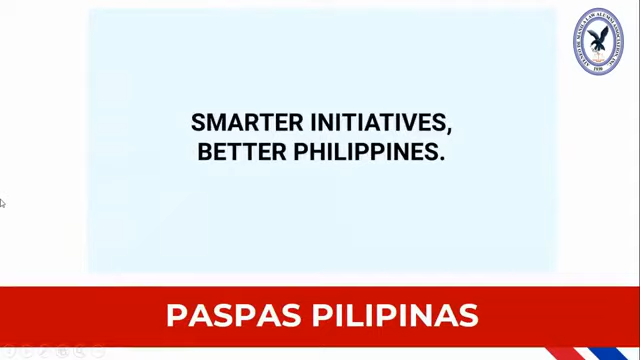 SMARTER INITIATIVES,
BETTER PHILIPPINES.
PASPAS PILIPINAS